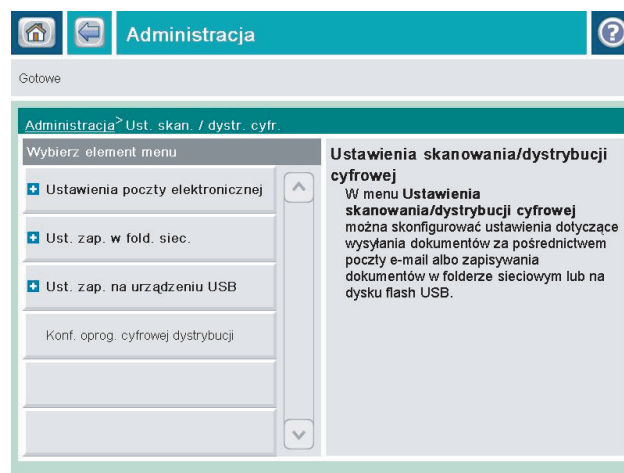 Administracja
?
Gotowe
Administracja> Ust. skan. / dystr. cyfr.
Wybierz element menu
Ustawienia poczty elektronicznej
Ust. zap. w fold. siec.
Ust. zap. na urządzeniu USB
Konf. oprog. cyfrowej dystrybucji
Ustawienia skanowania/dystrybucji
cyfrowej
W menu Ustawienia
skanowania/dystrybucji cyfrowej
można skonfigurować ustawienia dotyczące
wysyłania dokumentów za pośrednictwem
poczty e-mail albo zapisywania
dokumentów w folderze sieciowym lub na
dysku flash USB.